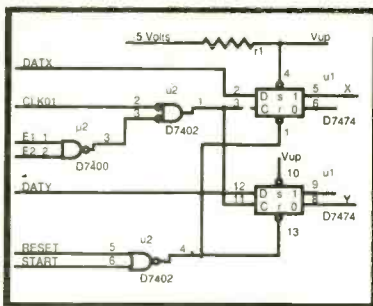 5 Volts r1 Vup
DATX 4 u1
2 D s 1 5 X
CLK01 u2 3 C r 0 6
2 1 D7474
3 D7402 1
E1 1 u2 3
E2 2
D7400 Vup
10 u1
DATY 12 D s 1 9
11 C r 0 8 Y
D7474
u2 13
RESET 5 4
START 6
D7402